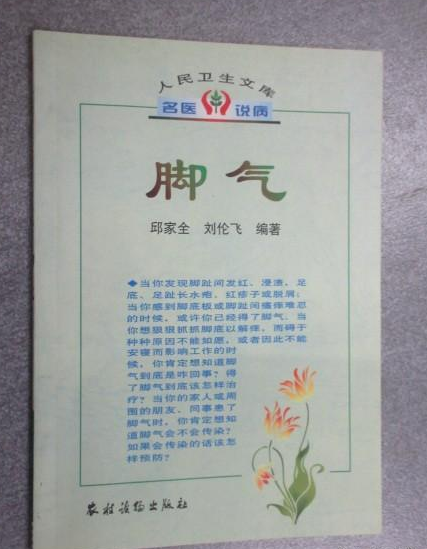 人民卫生文库
名医 说病
脚气
邱家全 刘伦飞 编著
◆当你发现脚趾间发红、浸渍,足
底、足趾长水疱、红疹子或脱屑;
当你感到脚底板或脚趾间瘙痒难忍
的时候,或许你已经得了脚气。当
你想狠狠抓抓脚底以解痒,而碍于
种种原因不能如愿,或者因此不能
安寝而影响工作的时
候,你肯定想知道脚
气到底是咋回事?得
了脚气到底该怎样治
疗?当你的家人或周
围的朋友、同事患了
脚气时,你肯定想知
道脚气会不会传染?
如果会传染的话该怎
样预防?
农村读物出版社